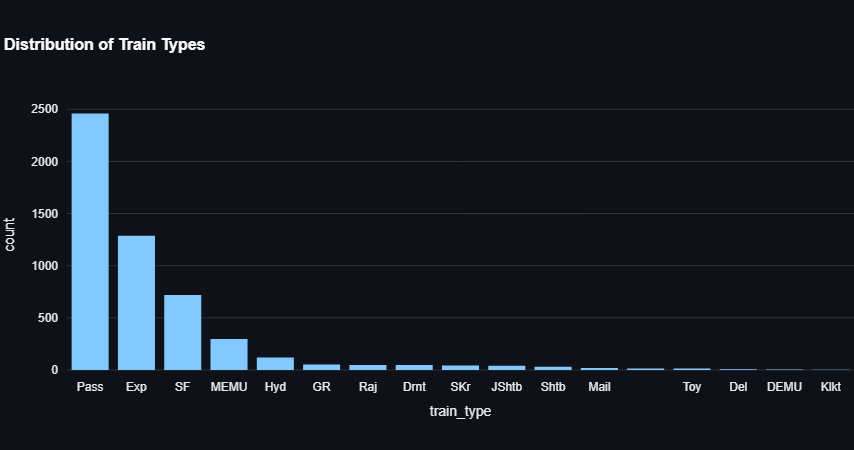 Distribution of Train Types
2500
2000
1500
1000
500
0
count
Pass Exp SF MEMU Hyd GR Raj Drnt SKr JShtb Shtb Mail Toy Del DEMU Klkt
train_type